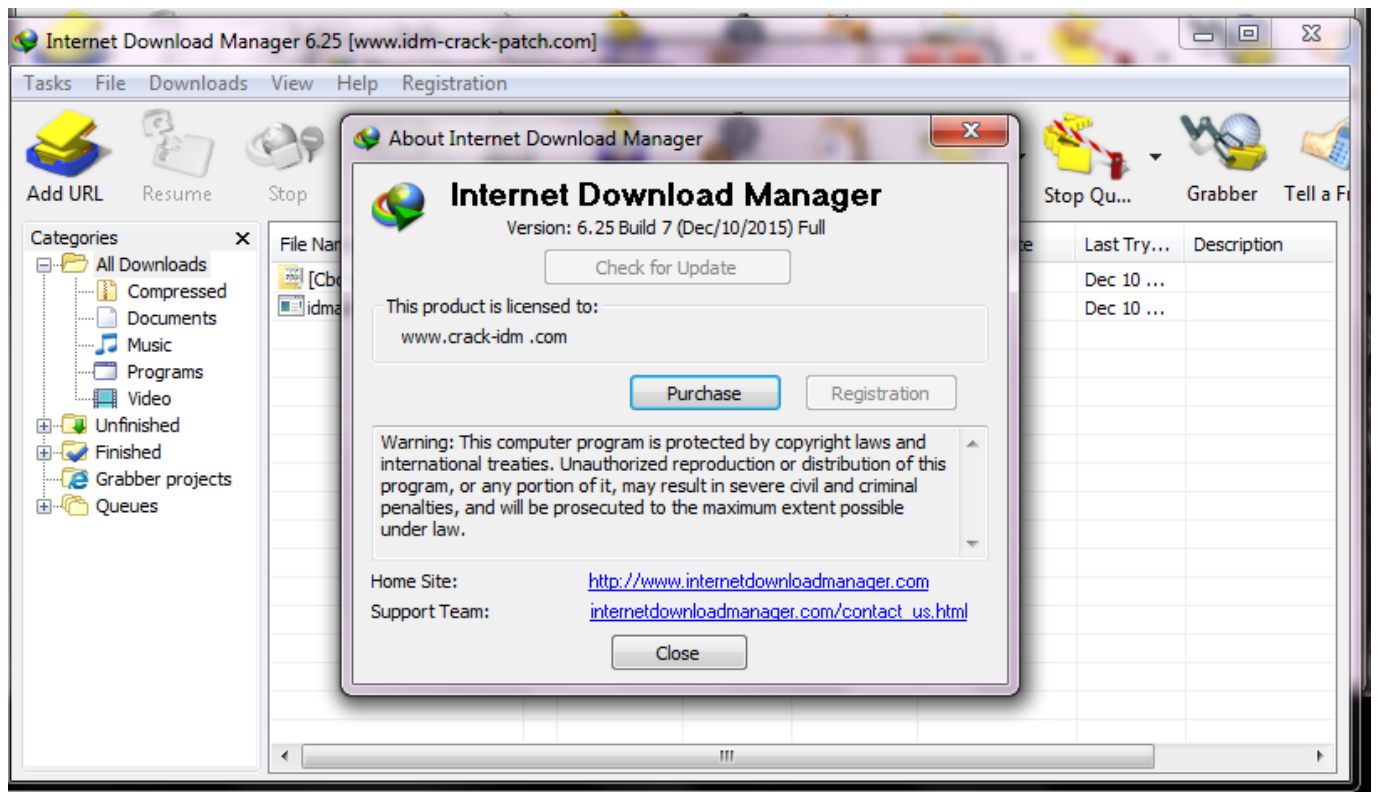 Internet Download Manager 6.25 [www.idm-crack-patch.com]
Tasks File Downloads View Help Registration
Add URL Resume Stop Stop Qu... Grabber Tell a Fr
Categories
All Downloads
Compressed
Documents
Music
Programs
Video
Unfinished
Finished
Grabber projects
Queues
File Nar Last Try... Description
[Cbo Dec 10 ...
idma Dec 10 ...
About Internet Download Manager
Internet Download Manager
Version: 6.25 Build 7 (Dec/10/2015) Full
Check for Update
This product is licensed to:
www.crack-idm .com
Purchase Registration
Warning: This computer program is protected by copyright laws and
international treaties. Unauthorized reproduction or distribution of this
program, or any portion of it, may result in severe civil and criminal
penalties, and will be prosecuted to the maximum extent possible
under law.
Home Site: http://www.internetdownloadmanager.com
Support Team: internetdownloadmanager.com/contact_us.html
Close